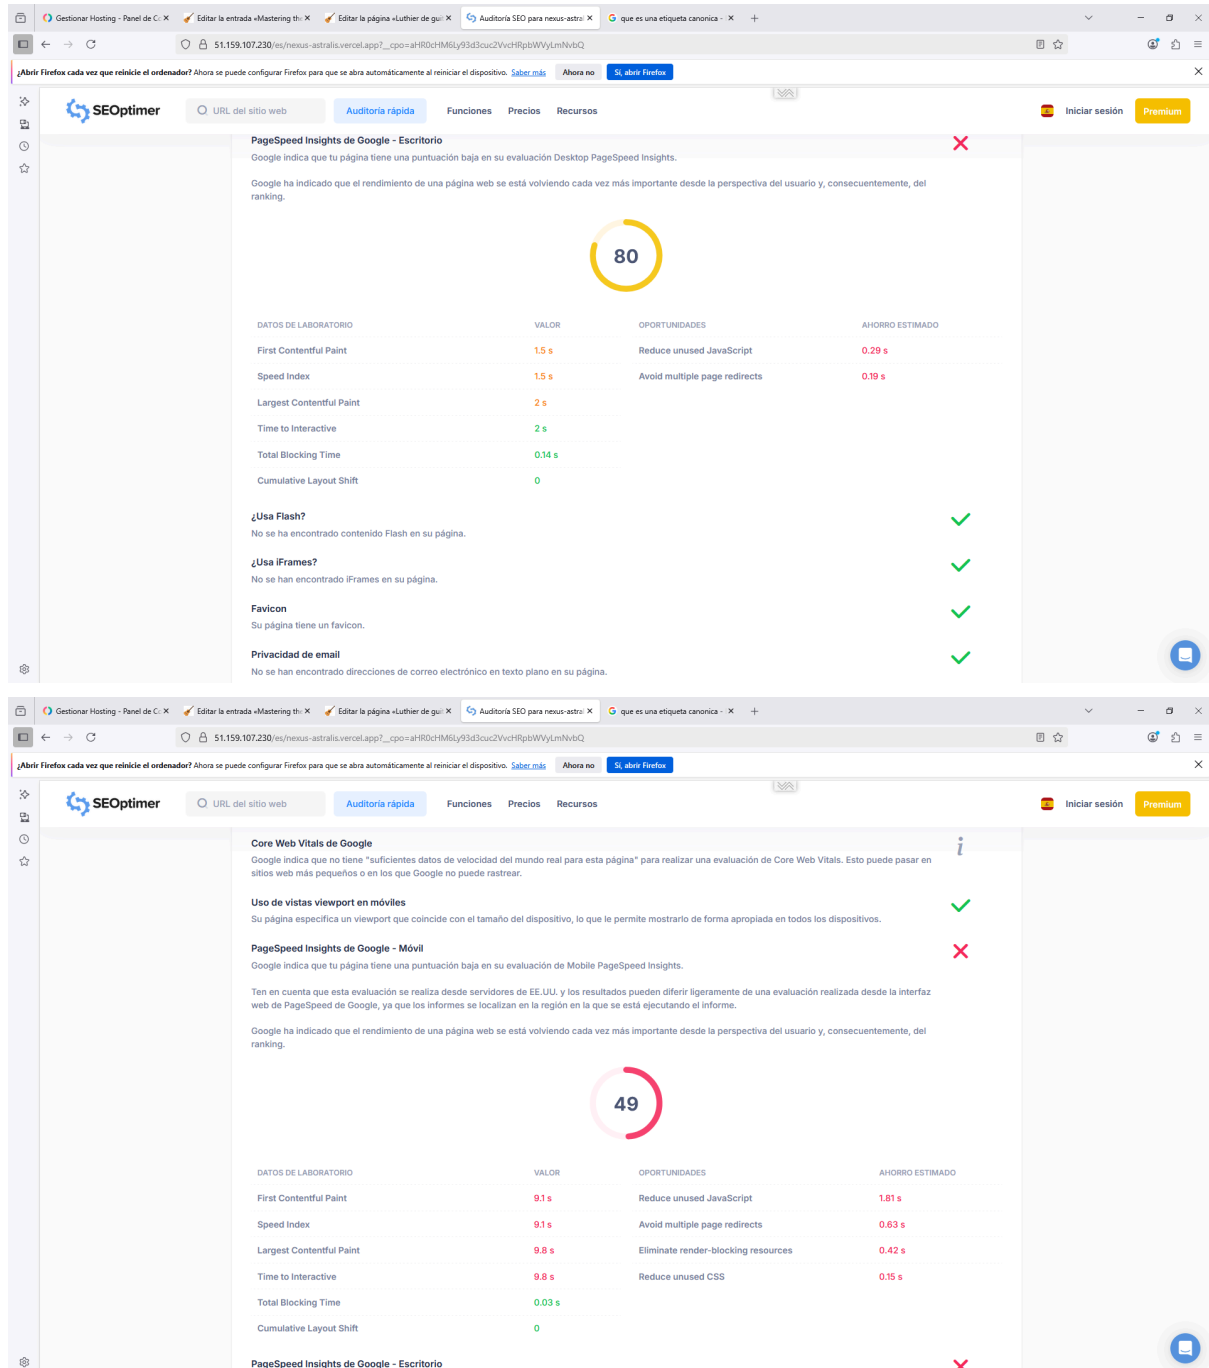 Gestionar Hosting - Panel de Co
Editar la entrada «Mastering the
Editar la página «Luthier de guit
Auditoría SEO para nexus-astral
que es una etiqueta canonica -
51.159.107.230/es/nexus-astralis.vercel.app?_cpo=aHR0cHM6Ly93d3cuc2VvcHRpbWVyLmNvbQ
¿Abrir Firefox cada vez que reinicie el ordenador? Ahora se puede configurar Firefox para que se abra automáticamente al reiniciar el dispositivo. Saber más Ahora no Sí, abrir Firefox
SEOptimer URL del sitio web Auditoría rápida Funciones Precios Recursos Iniciar sesión Premium
PageSpeed Insights de Google - Escritorio
Google indica que tu página tiene una puntuación baja en su evaluación Desktop PageSpeed Insights.
Google ha indicado que el rendimiento de una página web se está volviendo cada vez más importante desde la perspectiva del usuario y, consecuentemente, del
ranking.
80
DATOS DE LABORATORIO VALOR OPORTUNIDADES AHORRO ESTIMADO
First Contentful Paint 1.5 s Reduce unused JavaScript 0.29 s
Speed Index 1.5 s Avoid multiple page redirects 0.19 s
Largest Contentful Paint 2 s
Time to Interactive 2 s
Total Blocking Time 0.14 s
Cumulative Layout Shift 0
¿Usa Flash?
No se ha encontrado contenido Flash en su página.
¿Usa iFrames?
No se han encontrado iFrames en su página.
Favicon
Su página tiene un favicon.
Privacidad de email
No se han encontrado direcciones de correo electrónico en texto plano en su página.
Gestionar Hosting - Panel de Co
Editar la entrada «Mastering the
Editar la página «Luthier de guit
Auditoría SEO para nexus-astral
que es una etiqueta canonica -
51.159.107.230/es/nexus-astralis.vercel.app?_cpo=aHR0cHM6Ly93d3cuc2VvcHRpbWVyLmNvbQ
¿Abrir Firefox cada vez que reinicie el ordenador? Ahora se puede configurar Firefox para que se abra automáticamente al reiniciar el dispositivo. Saber más Ahora no Sí, abrir Firefox
SEOptimer URL del sitio web Auditoría rápida Funciones Precios Recursos Iniciar sesión Premium
Core Web Vitals de Google
Google indica que no tiene "suficientes datos de velocidad del mundo real para esta página" para realizar una evaluación de Core Web Vitals. Esto puede pasar en
sitios web más pequeños o en los que Google no puede rastrear.
Uso de vistas viewport en móviles
Su página especifica un viewport que coincide con el tamaño del dispositivo, lo que le permite mostrarlo de forma apropiada en todos los dispositivos.
PageSpeed Insights de Google - Móvil
Google indica que tu página tiene una puntuación baja en su evaluación de Mobile PageSpeed Insights.
Ten en cuenta que esta evaluación se realiza desde servidores de EE.UU. y los resultados pueden diferir ligeramente de una evaluación realizada desde la interfaz
web de PageSpeed de Google, ya que los informes se localizan en la región en la que se está ejecutando el informe.
Google ha indicado que el rendimiento de una página web se está volviendo cada vez más importante desde la perspectiva del usuario y, consecuentemente, del
ranking.
49
DATOS DE LABORATORIO VALOR OPORTUNIDADES AHORRO ESTIMADO
First Contentful Paint 9.1 s Reduce unused JavaScript 1.81 s
Speed Index 9.1 s Avoid multiple page redirects 0.63 s
Largest Contentful Paint 9.8 s Eliminate render-blocking resources 0.42 s
Time to Interactive 9.8 s Reduce unused CSS 0.15 s
Total Blocking Time 0.03 s
Cumulative Layout Shift 0
PageSpeed Insights de Google - Escritorio